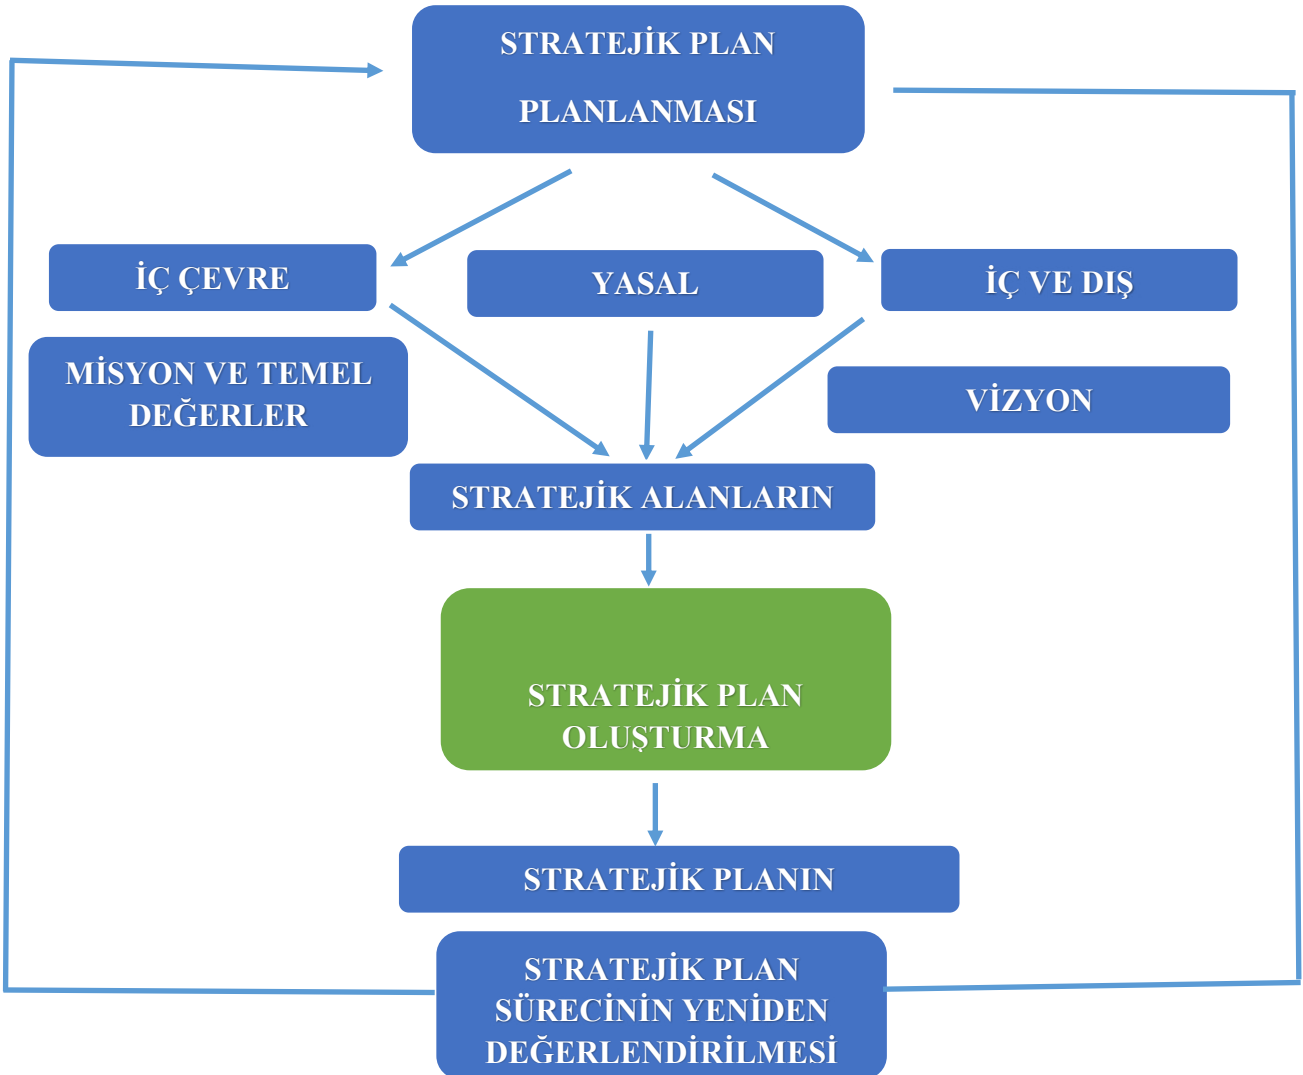 STRATEJİK PLAN
PLANLANMASI
İÇ ÇEVRE
YASAL
İÇ VE DIŞ
MİSYON VE TEMEL
DEĞERLER
VİZYON
STRATEJİK ALANLARIN
STRATEJİK PLAN
OLUŞTURMA
STRATEJİK PLANIN
STRATEJİK PLAN
SÜRECİNİN YENİDEN
DEĞERLENDİRİLMESİ